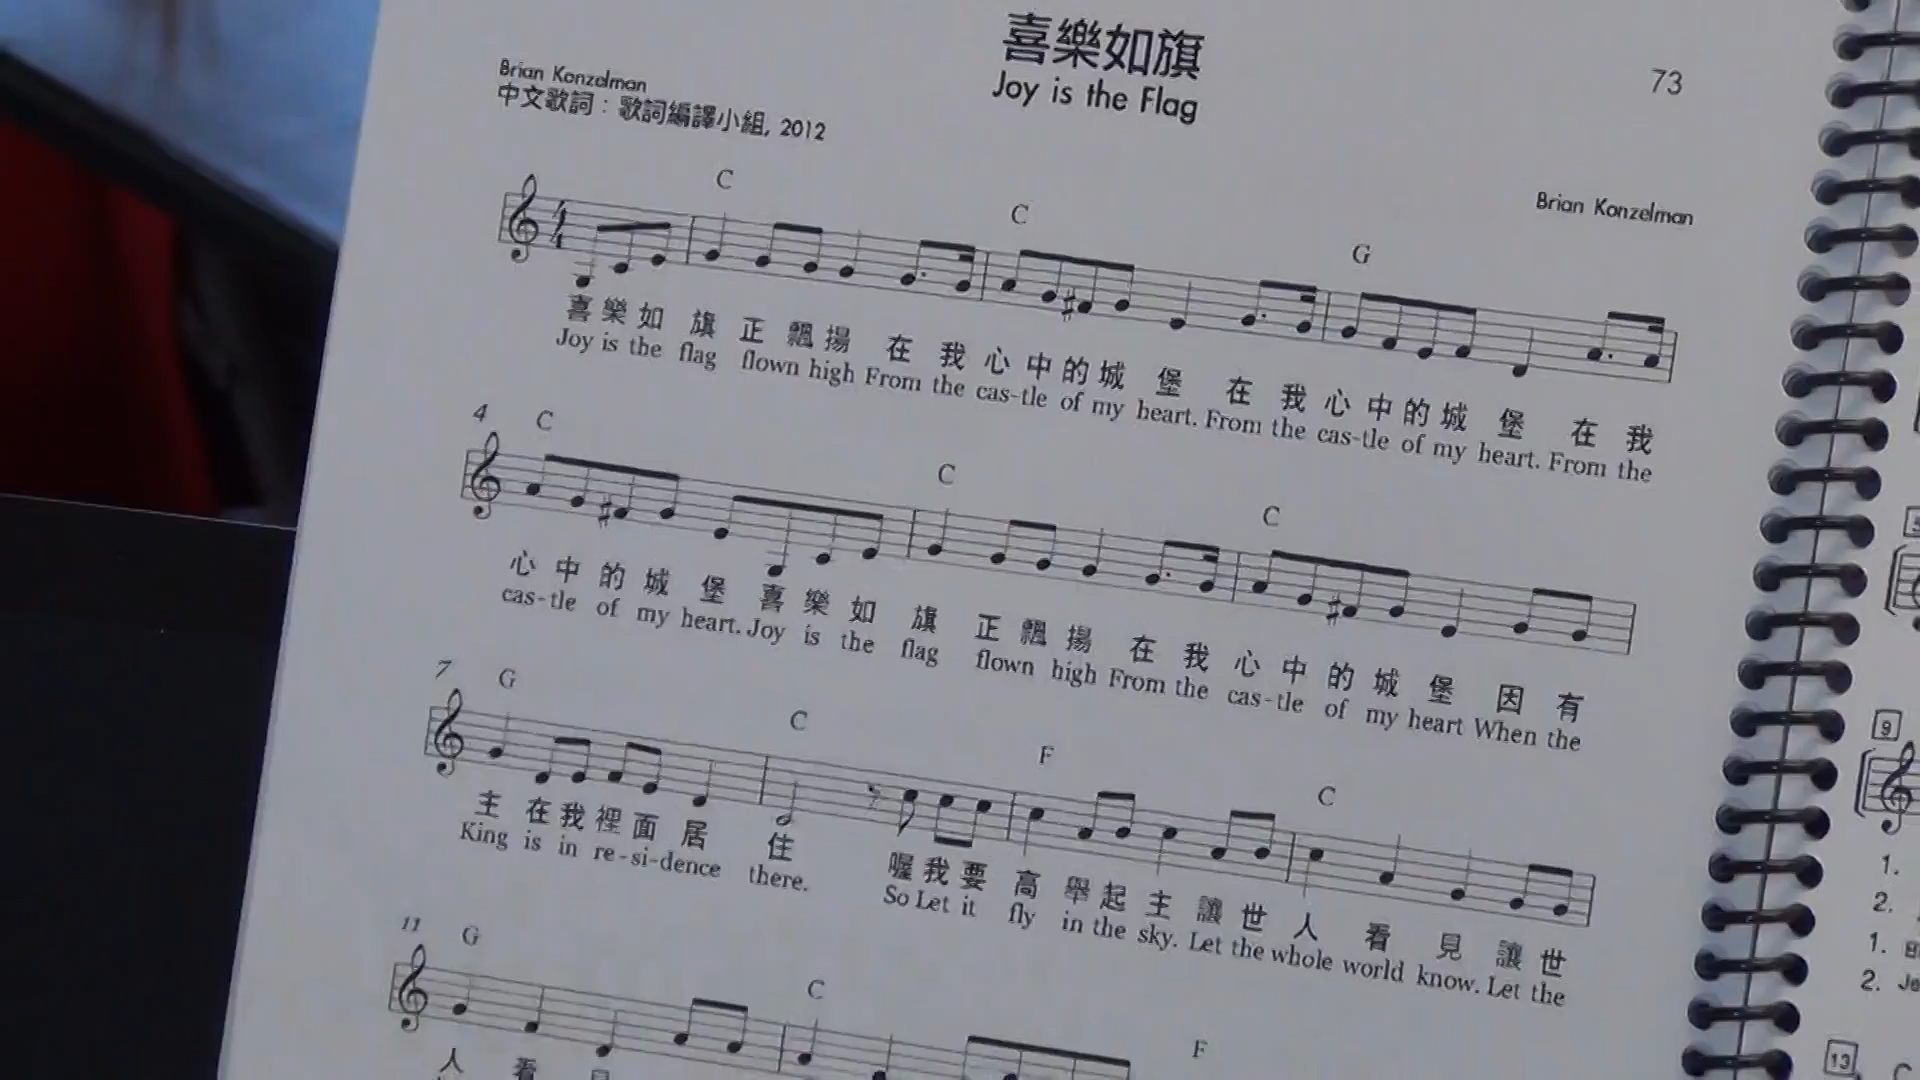 喜樂如旗
73
Joy is the Flag
Brian Konzelman
中文歌詞：歌詞編譯小組, 2012
Brian Konzelman
C C G
喜樂如 旗 正飄揚 在我心中的城堡 在我心中的城堡 在我
Joy is the flag flown high From the cas-tle of my heart. From the cas-tle of my heart. From the
4 C C C
心中的城堡 喜樂如 旗 正飄揚 在我心中的城堡 因有
cas-tle of my heart. Joy is the flag flown high From the cas-tle of my heart When the
7 G C F C
主在我裡面居住 喔我要高舉起主讓世人看見讓世
King is in re-si-dence there. So Let it fly in the sky. Let the whole world know. Let the
11 G C F
人看見
9
1.
2.
1.
2.
13
C